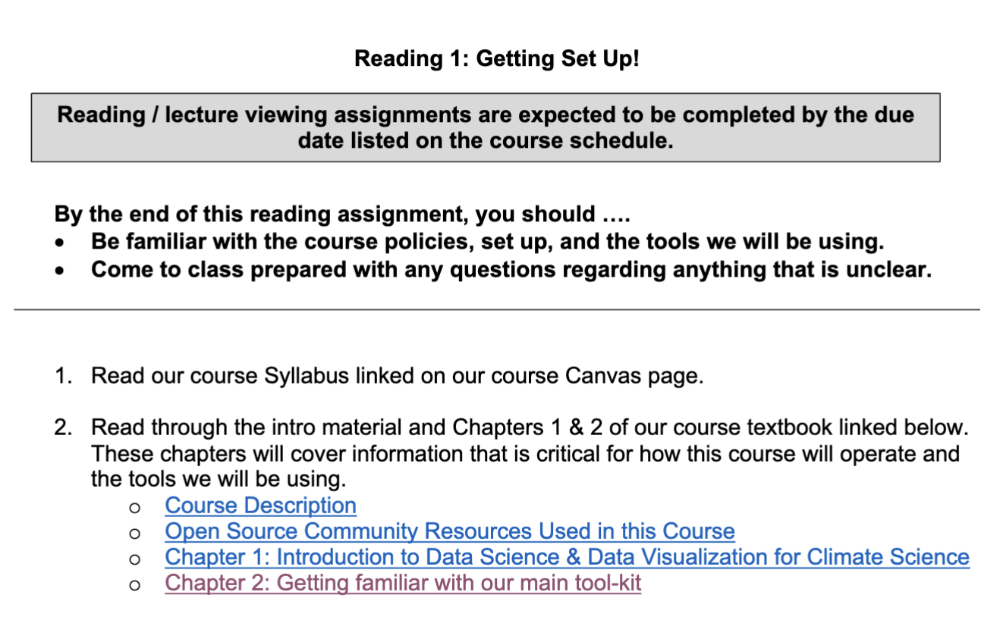 Reading 1: Getting Set Up!
Reading / lecture viewing assignments are expected to be completed by the due
date listed on the course schedule.
By the end of this reading assignment, you should ....
• Be familiar with the course policies, set up, and the tools we will be using.
• Come to class prepared with any questions regarding anything that is unclear.
1. Read our course Syllabus linked on our course Canvas page.
2. Read through the intro material and Chapters 1 & 2 of our course textbook linked below.
These chapters will cover information that is critical for how this course will operate and
the tools we will be using.
o Course Description
o Open Source Community Resources Used in this Course
o Chapter 1: Introduction to Data Science & Data Visualization for Climate Science
o Chapter 2: Getting familiar with our main tool-kit